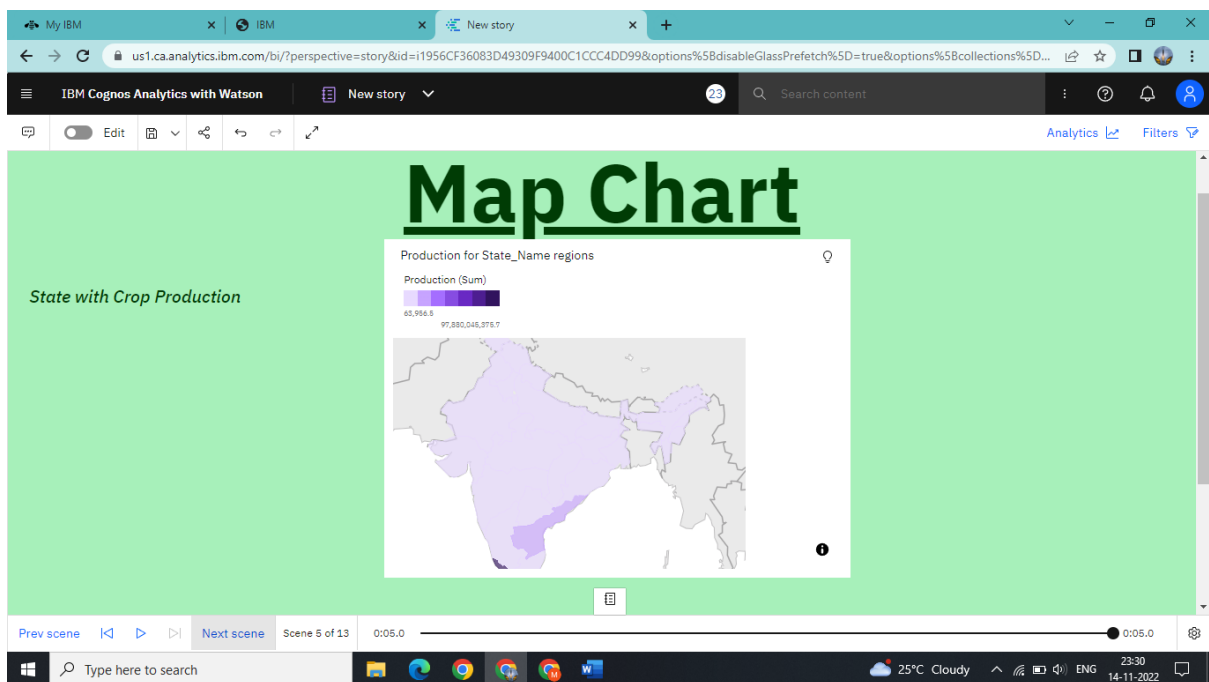 My IBM
IBM
New story
us1.ca.analytics.ibm.com/bi/?perspective=story&id=i1956CF36083D49309F9400C1CCC4DD99&options%5BdisableGlassPrefetch%5D=true&options%5Bcollections%5D...
IBM Cognos Analytics with Watson
New story
23
Search content
Edit
Analytics
Filters
Map Chart
Production for State_Name regions
Production (Sum)
63,956.5
97,880,045,375.7
State with Crop Production
Prev scene
Next scene
Scene 5 of 13
0:05.0
0:05.0
Type here to search
25°C Cloudy
ENG
23:30
14-11-2022